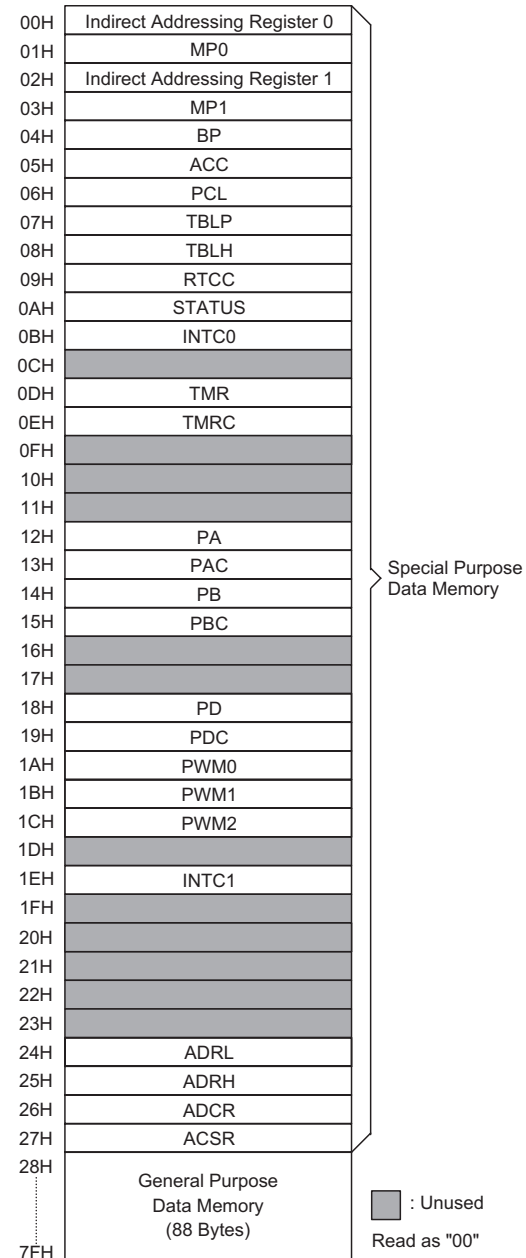 00H Indirect Addressing Register 0
01H MP0
02H Indirect Addressing Register 1
03H MP1
04H BP
05H ACC
06H PCL
07H TBLP
08H TBLH
09H RTCC
0AH STATUS
0BH INTC0
0CH
0DH TMR
0EH TMRC
0FH
10H
11H
12H PA
13H PAC
14H PB
15H PBC
16H
17H
18H PD
19H PDC
1AH PWM0
1BH PWM1
1CH PWM2
1DH
1EH INTC1
1FH
20H
21H
22H
23H
24H ADRL
25H ADRH
26H ADCR
27H ACSR
28H
7FH
General Purpose
Data Memory
(88 Bytes)
Special Purpose
Data Memory
: Unused
Read as "00"